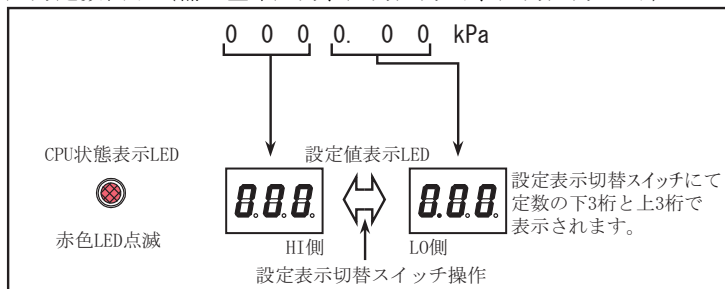 0 0 0 0. 0 0 kPa
CPU状態表示LED
設定値表示LED
8.8.8.
8.8.8.
設定表示切替スイッチにて
定数の下3桁と上3桁で
表示されます。
赤色LED点滅
HI側
LO側
設定表示切替スイッチ操作